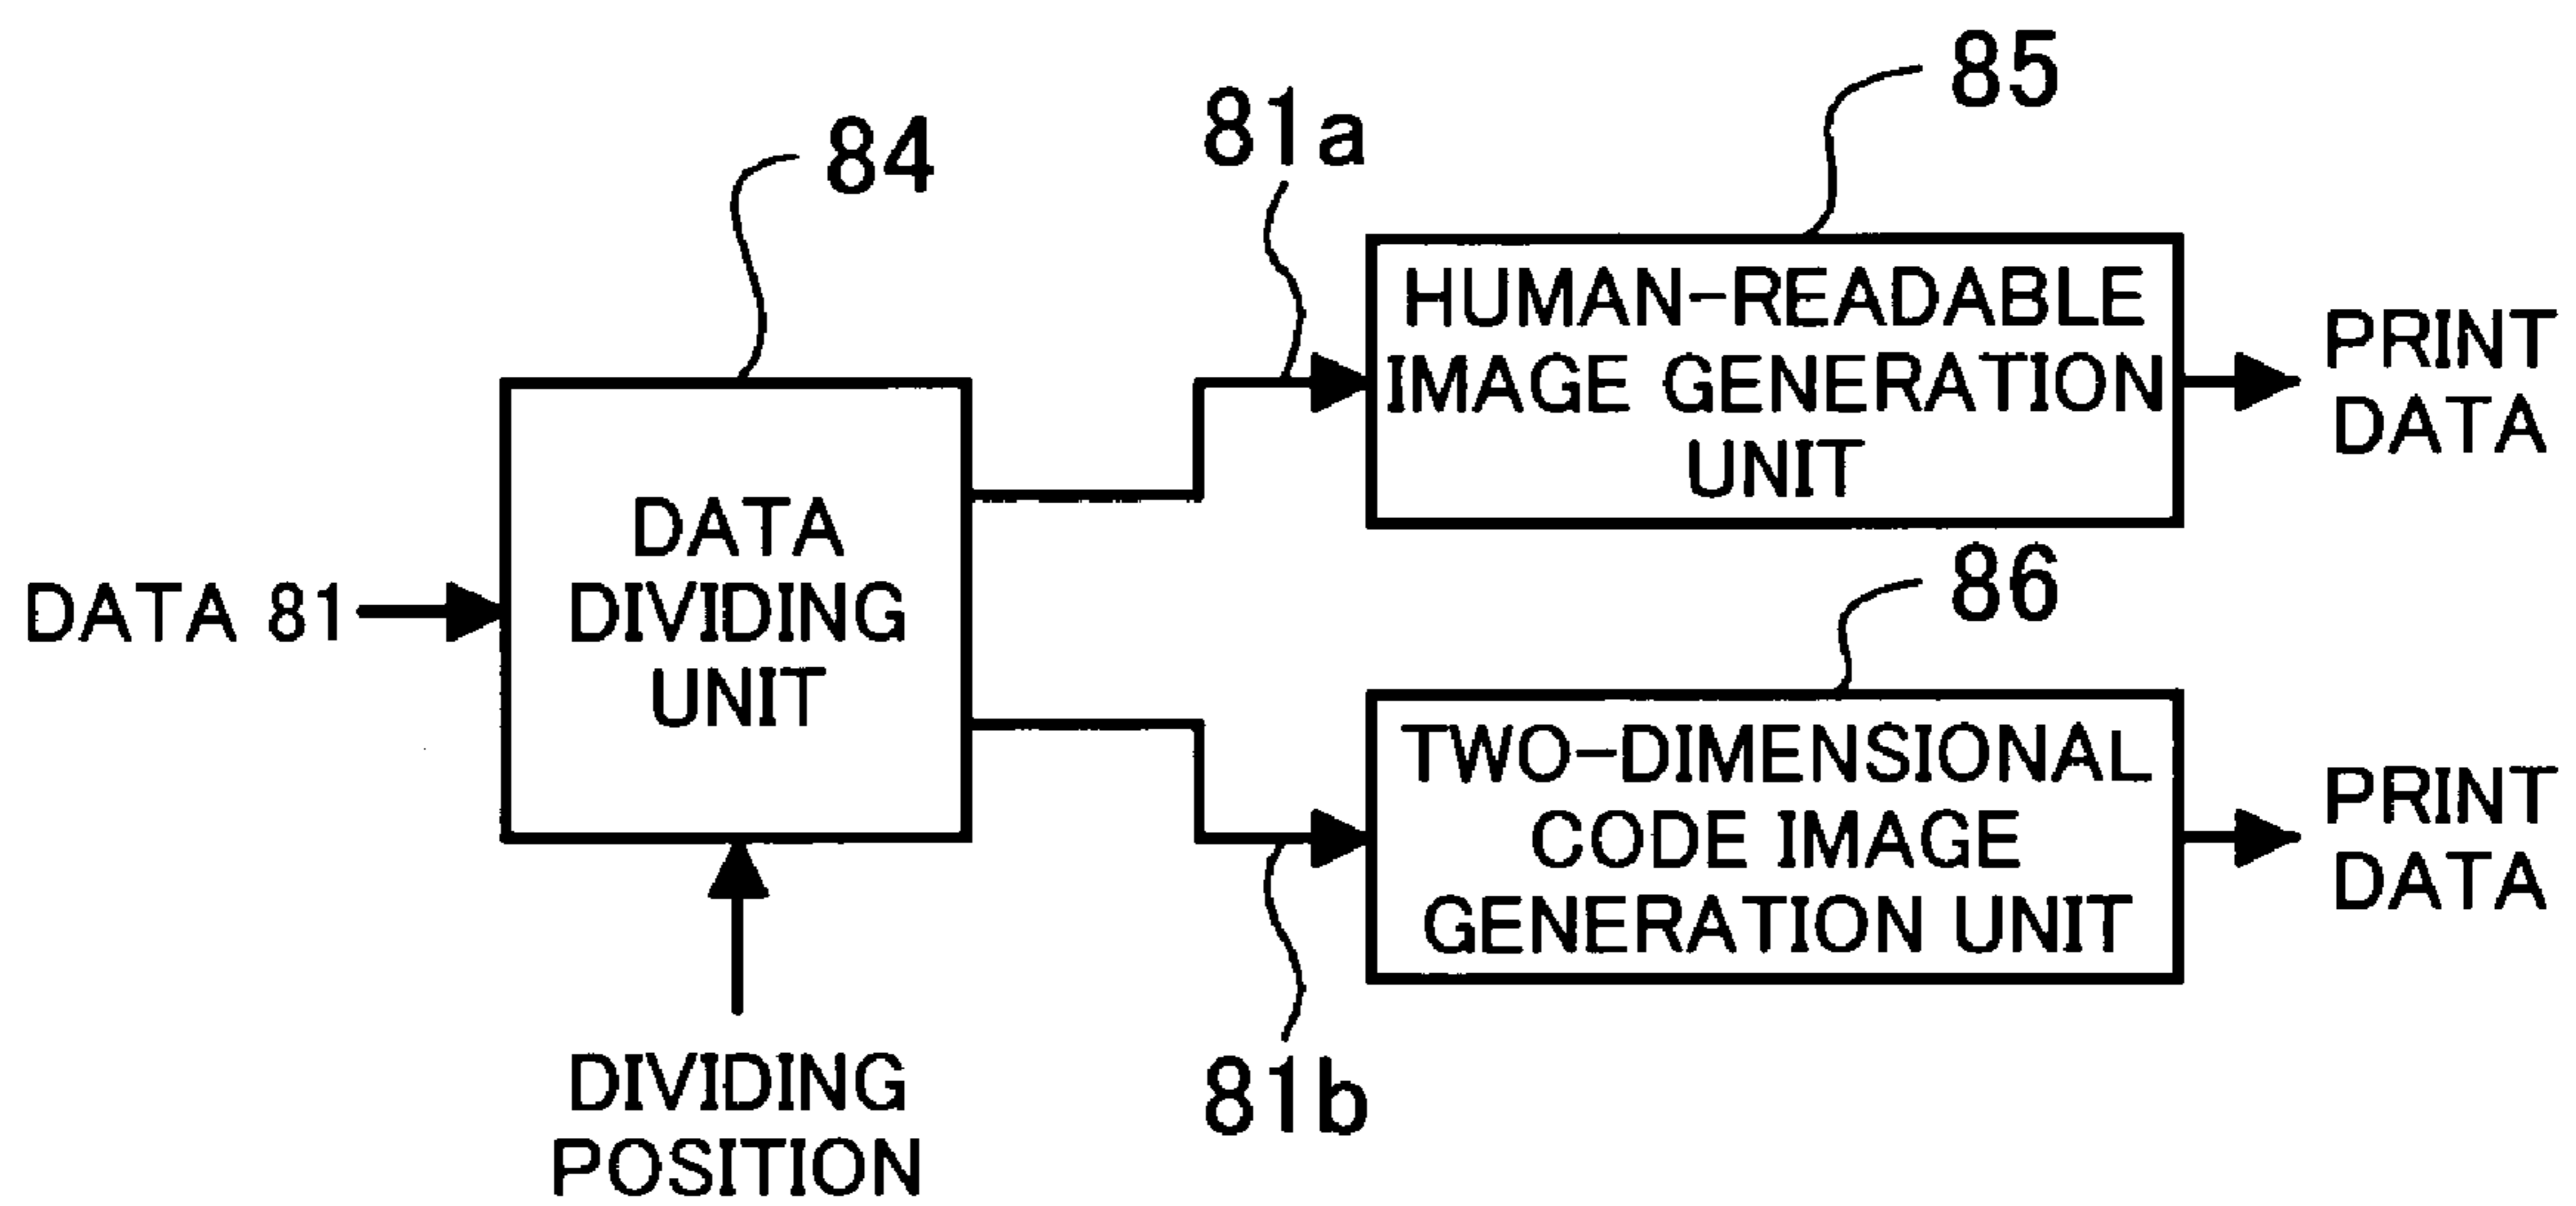 85
81a
84
HUMAN-READABLE
IMAGE GENERATION
UNIT
PRINT
DATA
DATA
DIVIDING
UNIT
DATA 81
86
TWO-DIMENSIONAL
CODE IMAGE
GENERATION UNIT
PRINT
DATA
DIVIDING
POSITION
81b